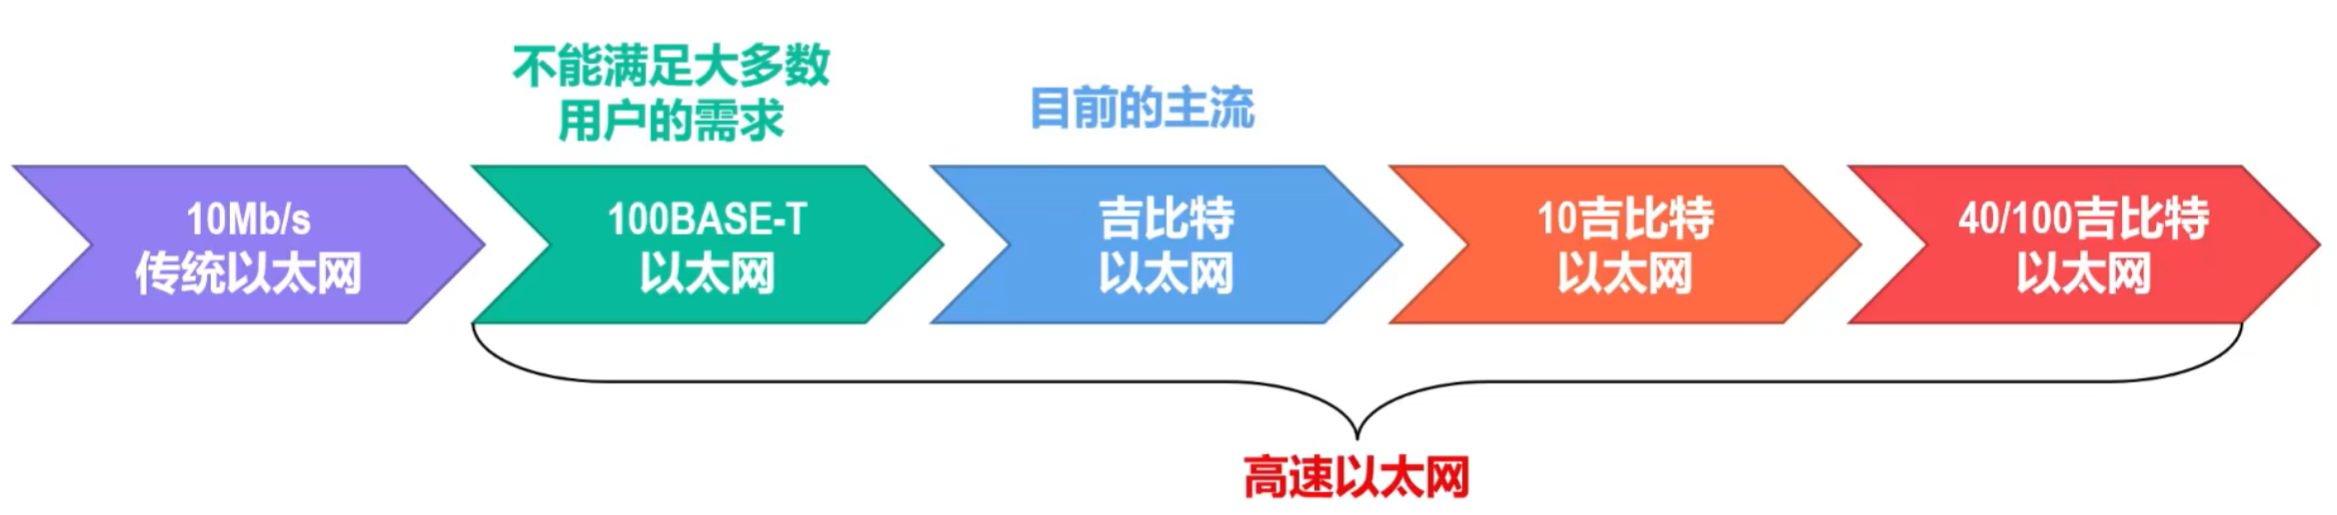 不能满足大多数
用户的需求
目前的主流
10Mb/s
传统以太网
100BASE-T
以太网
吉比特
以太网
10吉比特
以太网
40/100吉比特
以太网
高速以太网